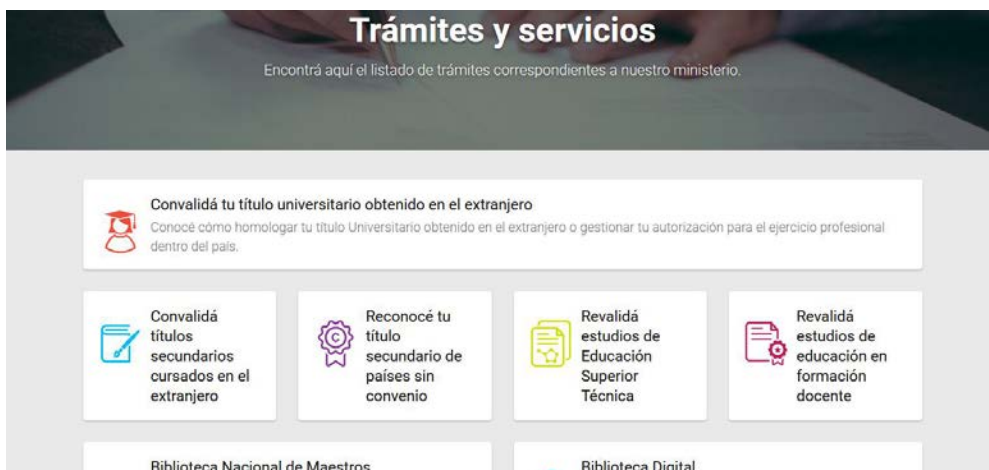 Trámites y servicios
Encontrá aquí el listado de trámites correspondientes a nuestro ministerio.
Convalidá tu título universitario obtenido en el extranjero
Conocé cómo homologar tu título Universitario obtenido en el extranjero o gestionar tu autorización para el ejercicio profesional
dentro del país.
Convalidá
títulos
secundarios
cursados en el
extranjero
Reconocé tu
título
secundario de
países sin
convenio
Revalidá
estudios de
Educación
Superior
Técnica
Revalidá
estudios de
educación en
formación
docente
Biblioteca Nacional de Maestros
Biblioteca Digital